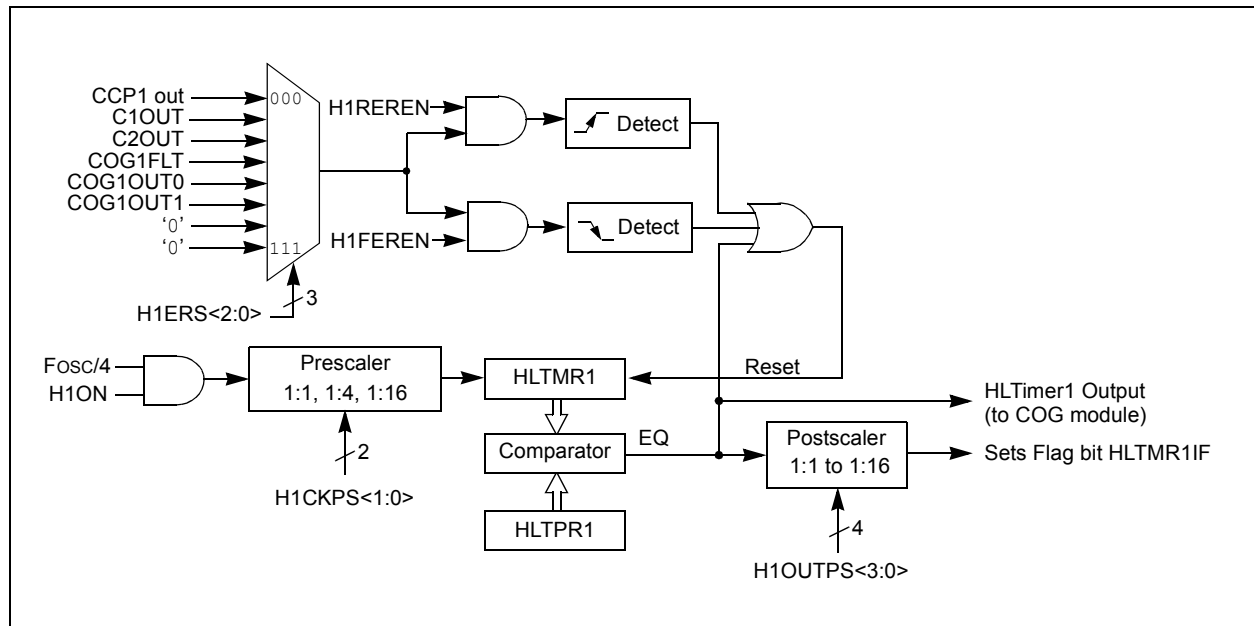 CCP1 out
C1OUT
C2OUT
COG1FLT
COG1OUT0
COG1OUT1
‘0’
‘0’
000
111
H1ERS<2:0>
3
H1REREN
H1FEREN
Detect
Detect
FOSC/4
H1ON
Prescaler
1:1, 1:4, 1:16
2
H1CKPS<1:0>
HLTMR1
Reset
Comparator
EQ
HLTPR1
HLTimer1 Output
(to COG module)
Postscaler
1:1 to 1:16
Sets Flag bit HLTMR1IF
4
H1OUTPS<3:0>